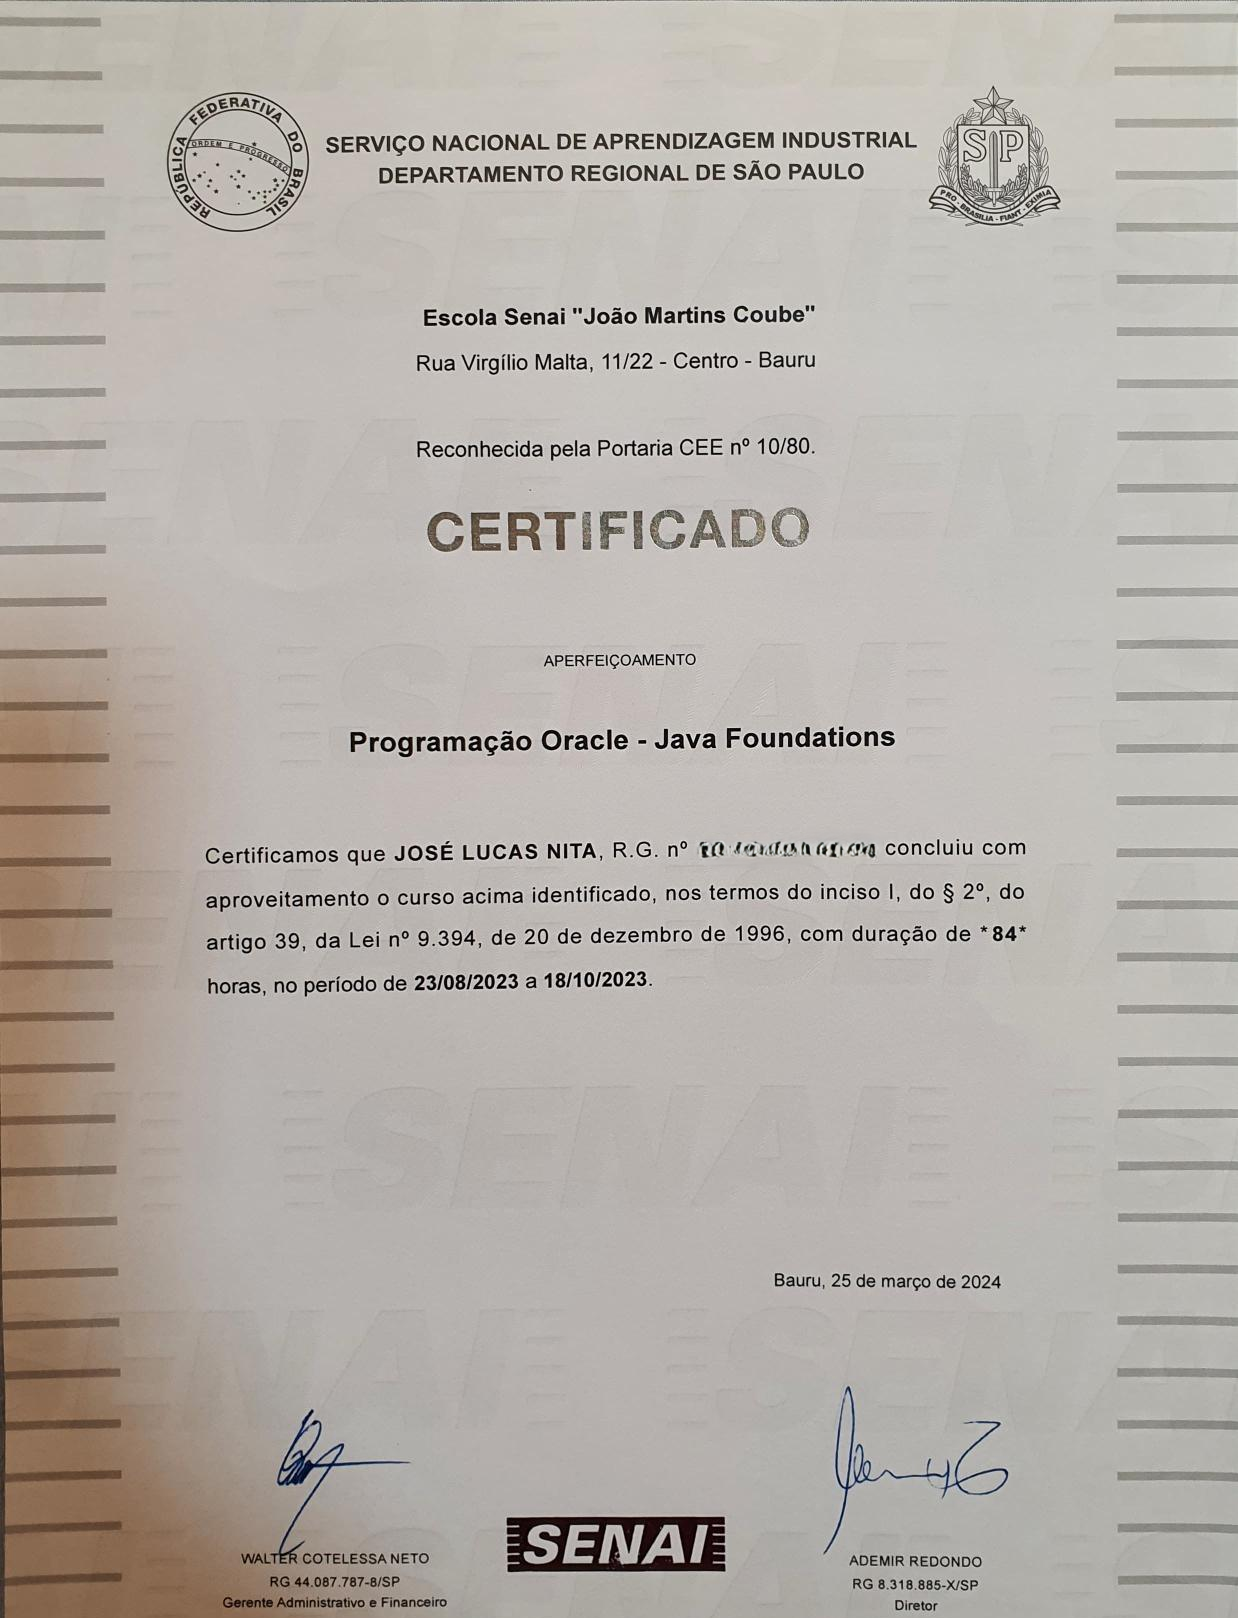 REPÚBLICA FEDERATIVA DO BRASIL
ORDEM E PROGRESSO
SERVIÇO NACIONAL DE APRENDIZAGEM INDUSTRIAL
DEPARTAMENTO REGIONAL DE SÃO PAULO
SP
PRO - BRASILIA - FIANT - EXIMIA
Escola Senai "João Martins Coube"
Rua Virgílio Malta, 11/22 - Centro - Bauru
Reconhecida pela Portaria CEE nº 10/80.
CERTIFICADO
APERFEIÇOAMENTO
Programação Oracle - Java Foundations
Certificamos que JOSÉ LUCAS NITA, R.G. nº concluiu com
aproveitamento o curso acima identificado, nos termos do inciso I, do § 2º, do
artigo 39, da Lei nº 9.394, de 20 de dezembro de 1996, com duração de *84*
horas, no período de 23/08/2023 a 18/10/2023.
Bauru, 25 de março de 2024
WALTER COTELESSA NETO
RG 44.087.787-8/SP
Gerente Administrativo e Financeiro
SENAI
ADEMIR REDONDO
RG 8.318.885-X/SP
Diretor